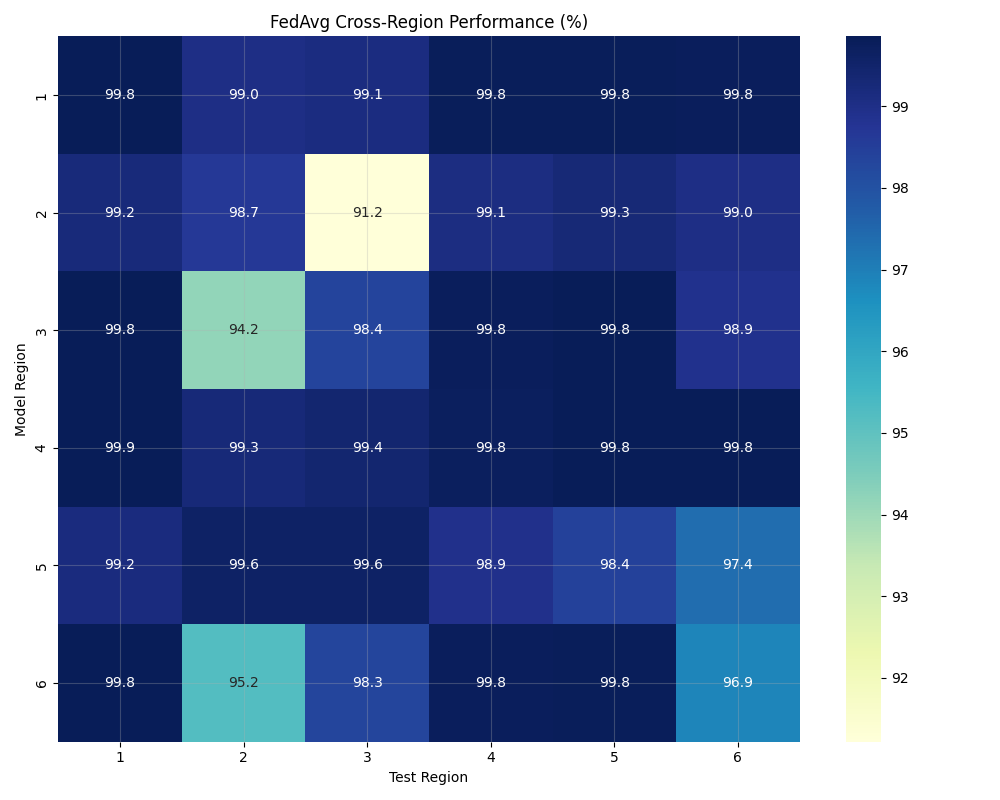 FedAvg Cross-Region Performance (%)
1 99.8 99.0 99.1 99.8 99.8 99.8
2 99.2 98.7 91.2 99.1 99.3 99.0
3 99.8 94.2 98.4 99.8 99.8 98.9
4 99.9 99.3 99.4 99.8 99.8 99.8
5 99.2 99.6 99.6 98.9 98.4 97.4
6 99.8 95.2 98.3 99.8 99.8 96.9
1 2 3 4 5 6
Test Region
Model Region
99
98
97
96
95
94
93
92